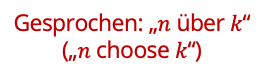 Gesprochen: „n über k“
(„n choose k“)